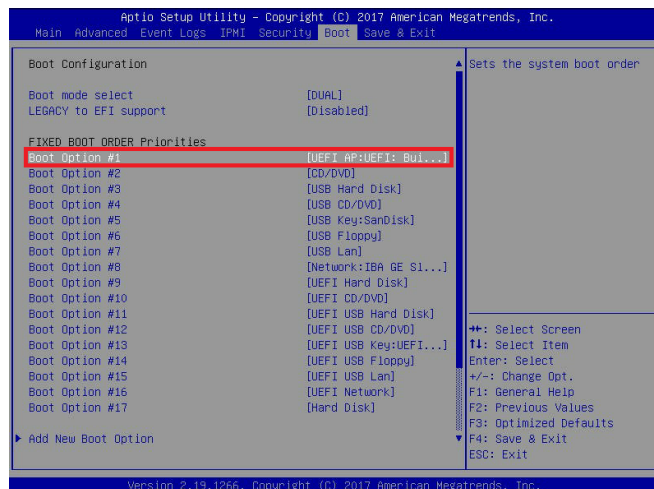 Aptio Setup Utility – Copyright (C) 2017 American Megatrends, Inc.
Main Advanced Event Logs IPMI Security Boot Save & Exit
Boot Configuration
Sets the system boot order
Boot mode select [DUAL]
LEGACY to EFI support [Disabled]
FIXED BOOT ORDER Priorities
Boot Option #1 [UEFI AP:UEFI: Bui...]
Boot Option #2 [CD/DVD]
Boot Option #3 [USB Hard Disk]
Boot Option #4 [USB CD/DVD]
Boot Option #5 [USB Key:SanDisk]
Boot Option #6 [USB Floppy]
Boot Option #7 [USB Lan]
Boot Option #8 [Network:IBA GE Sl...]
Boot Option #9 [UEFI Hard Disk]
Boot Option #10 [UEFI CD/DVD]
Boot Option #11 [UEFI USB Hard Disk]
Boot Option #12 [UEFI USB CD/DVD]
Boot Option #13 [UEFI USB Key:UEFI...]
Boot Option #14 [UEFI USB Floppy]
Boot Option #15 [UEFI USB Lan]
Boot Option #16 [UEFI Network]
Boot Option #17 [Hard Disk]
Add New Boot Option
→←: Select Screen
↑↓: Select Item
Enter: Select
+/-: Change Opt.
F1: General Help
F2: Previous Values
F3: Optimized Defaults
F4: Save & Exit
ESC: Exit
Version 2.19.1266. Copyright (C) 2017 American Megatrends, Inc.